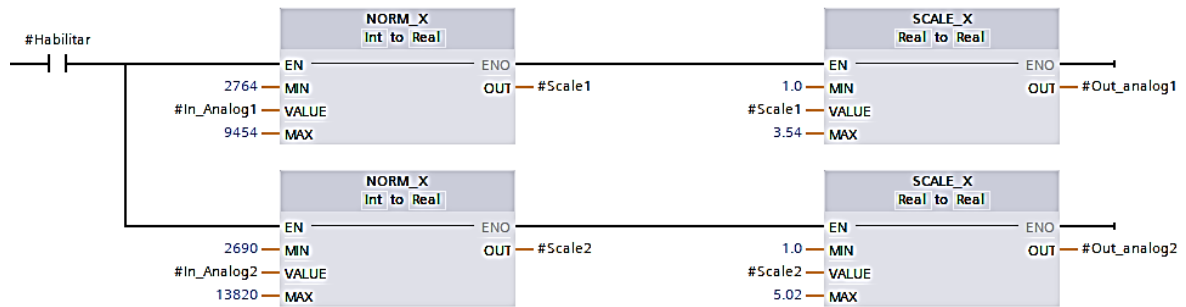 #Habilitar
NORM_X
Int to Real
EN ENO
2764 MIN OUT #Scale1
#In_Analog1 VALUE
9454 MAX
SCALE_X
Real to Real
EN ENO
1.0 MIN OUT #Out_analog1
#Scale1 VALUE
3.54 MAX
NORM_X
Int to Real
EN ENO
2690 MIN OUT #Scale2
#In_Analog2 VALUE
13820 MAX
SCALE_X
Real to Real
EN ENO
1.0 MIN OUT #Out_analog2
#Scale2 VALUE
5.02 MAX